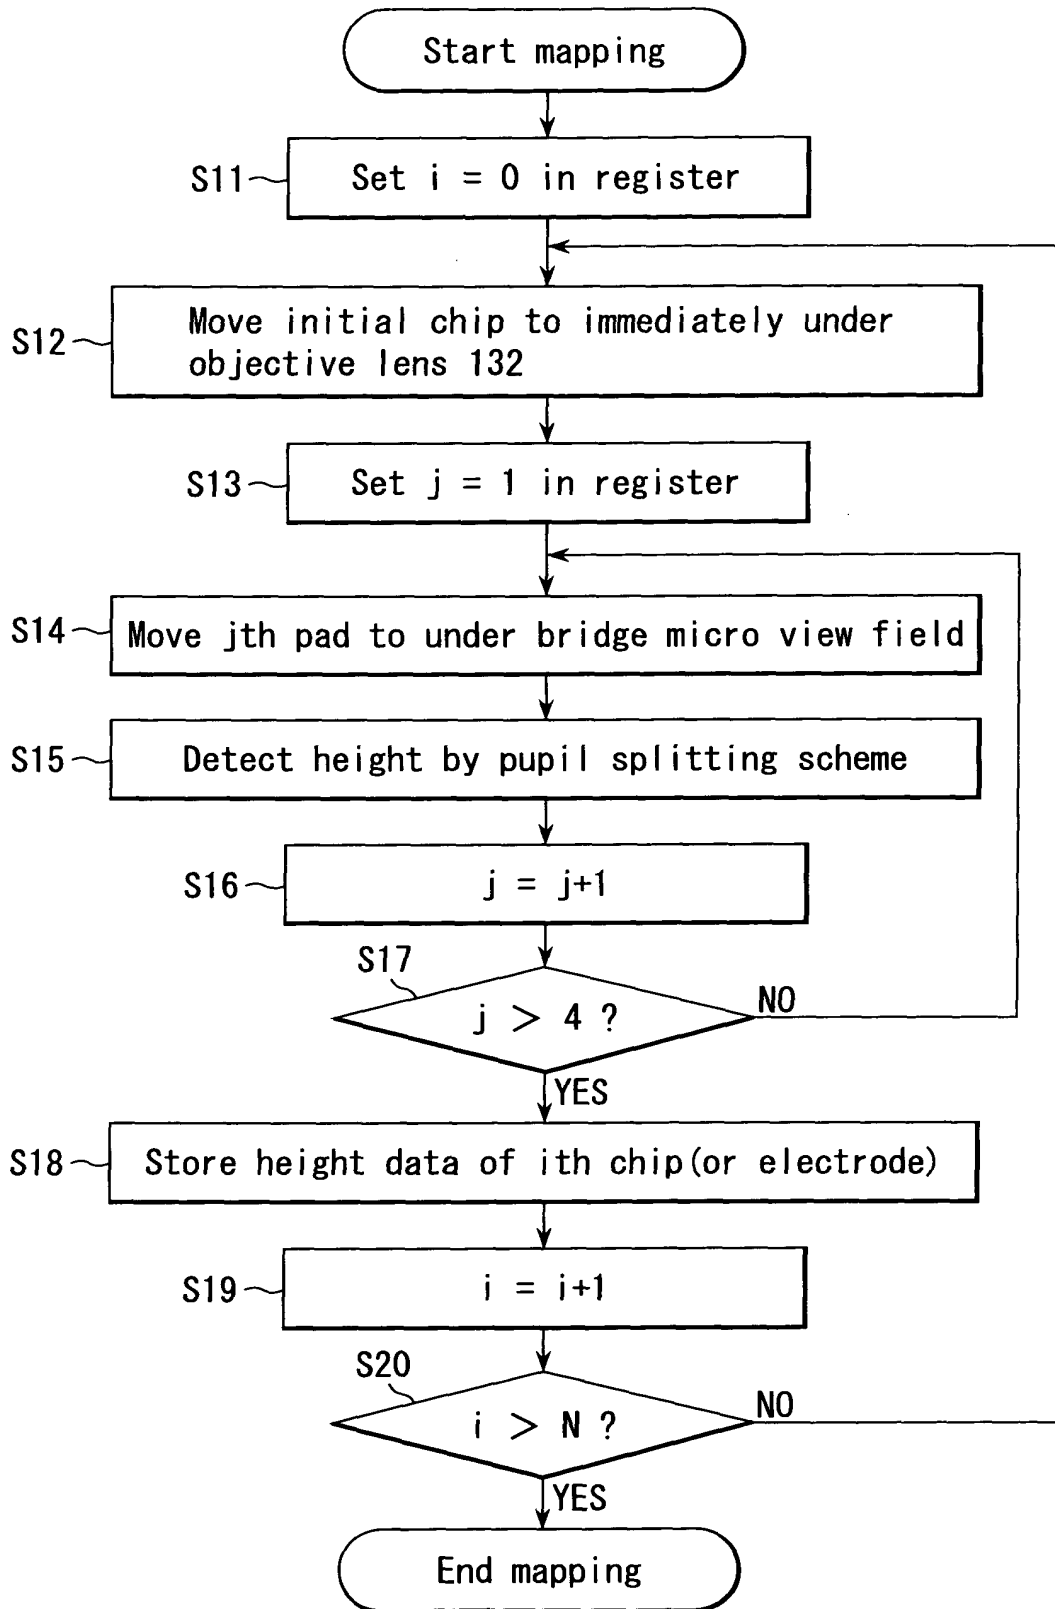 Start mapping
S11
Set i = 0 in register
S12
Move initial chip to immediately under
objective lens 132
S13
Set j = 1 in register
S14
Move jth pad to under bridge micro view field
S15
Detect height by pupil splitting scheme
S16
j = j+1
S17
j > 4 ?
NO
YES
S18
Store height data of ith chip(or electrode)
S19
i = i+1
S20
i > N ?
NO
YES
End mapping